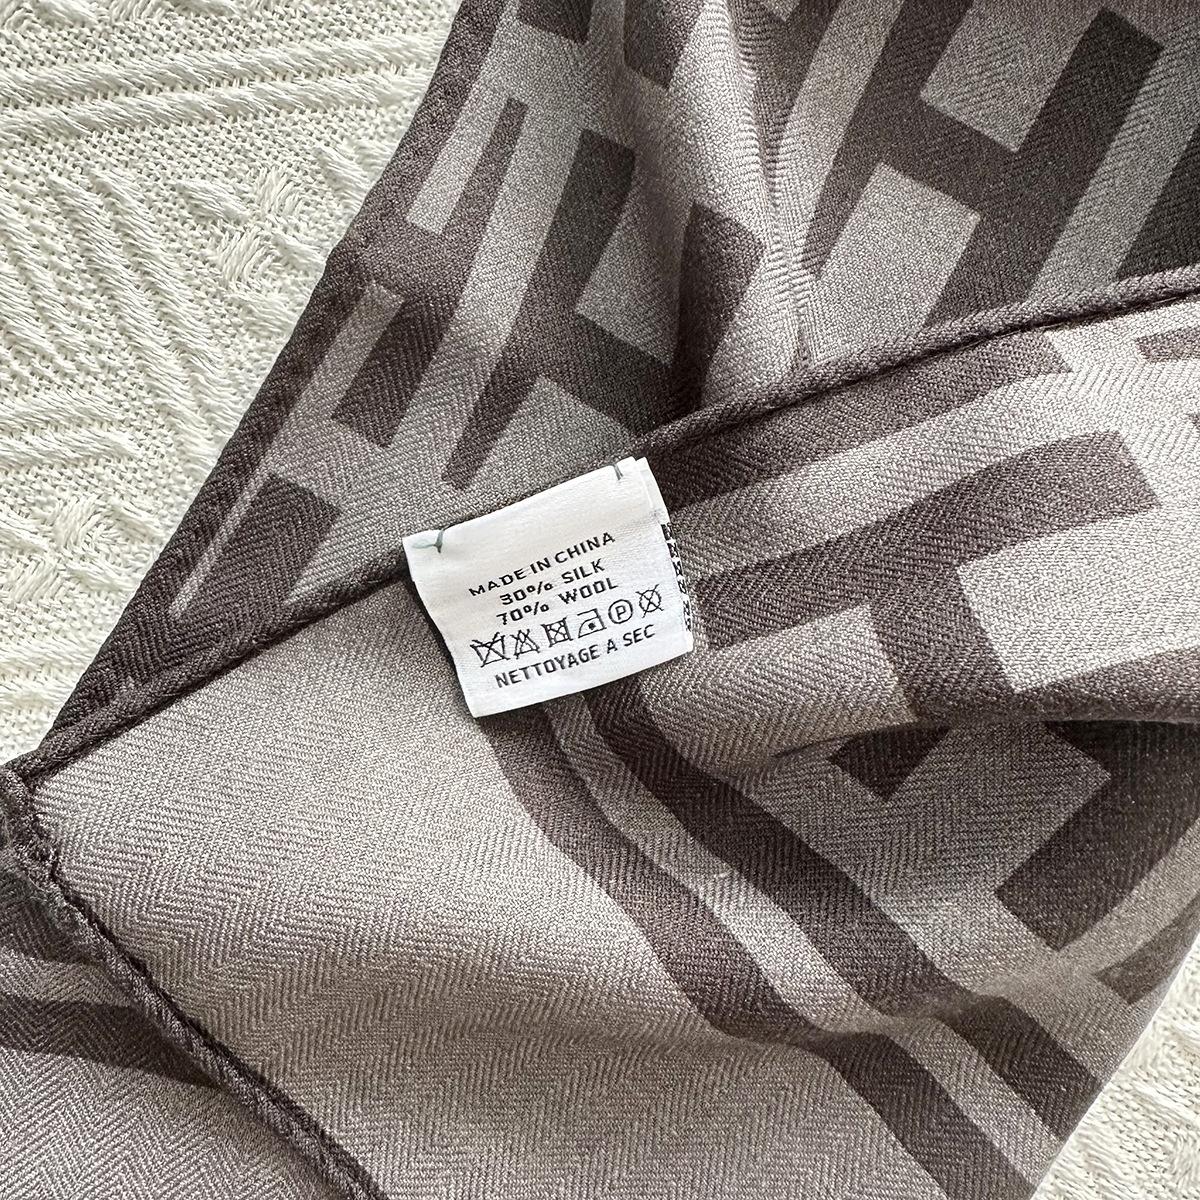 MADE IN CHINA
30% SILK
70% WOOL
P
NETTOYAGE A SEC